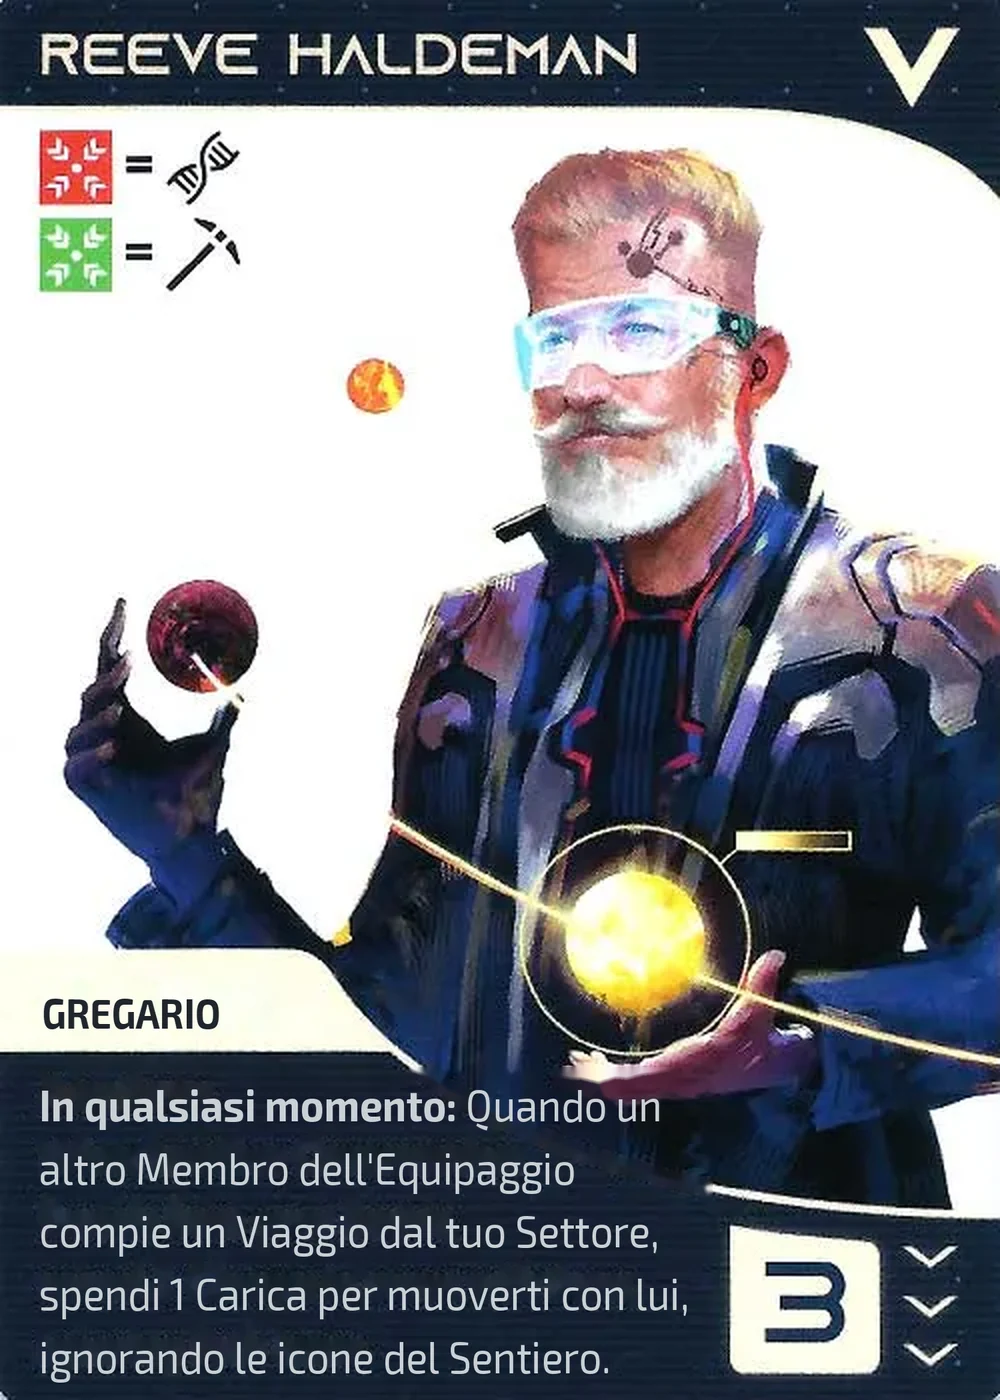 REEVE HALDEMAN
=
=
GREGARIO
In qualsiasi momento: Quando un
altro Membro dell'Equipaggio
compie un Viaggio dal tuo Settore,
spendi 1 Carica per muoverti con lui,
ignorando le icone del Sentiero.
3